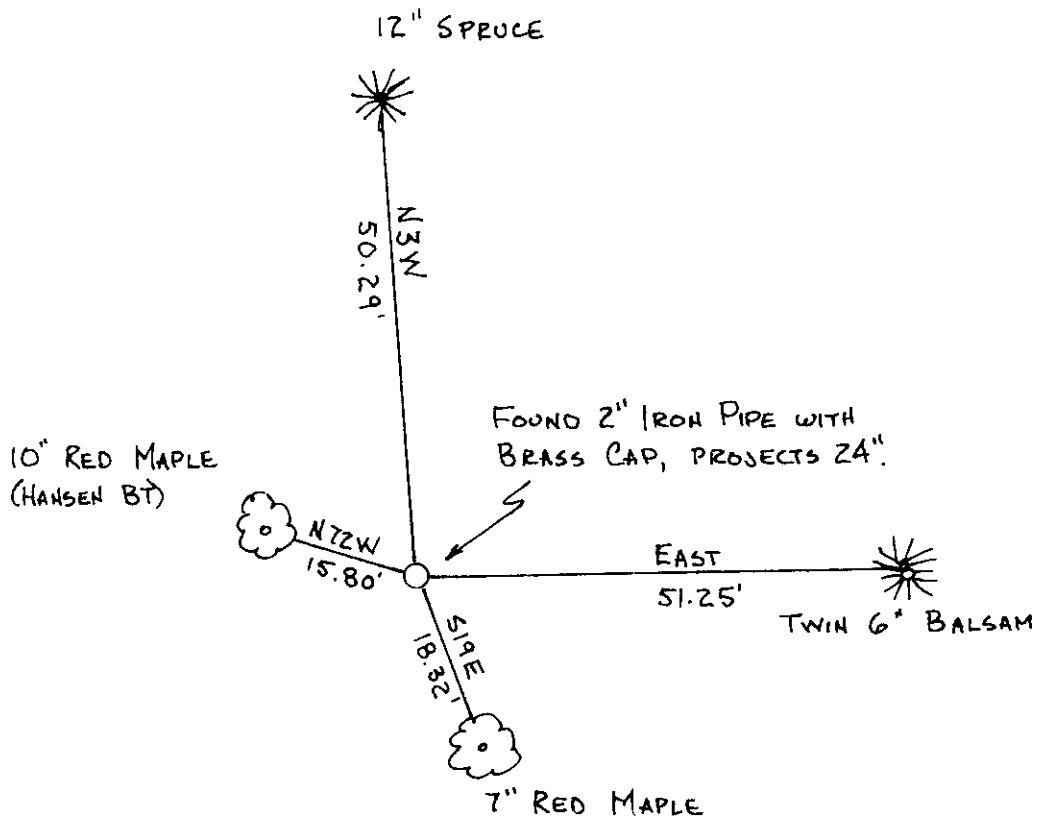 12" SPRUCE
N3W
50.29'
FOUND 2" IRON PIPE WITH
BRASS CAP, PROJECTS 24".
10" RED MAPLE
(HANSEN BT)
N72W
15.80'
EAST
51.25'
TWIN 6" BALSAM
S19E
18.32'
7" RED MAPLE